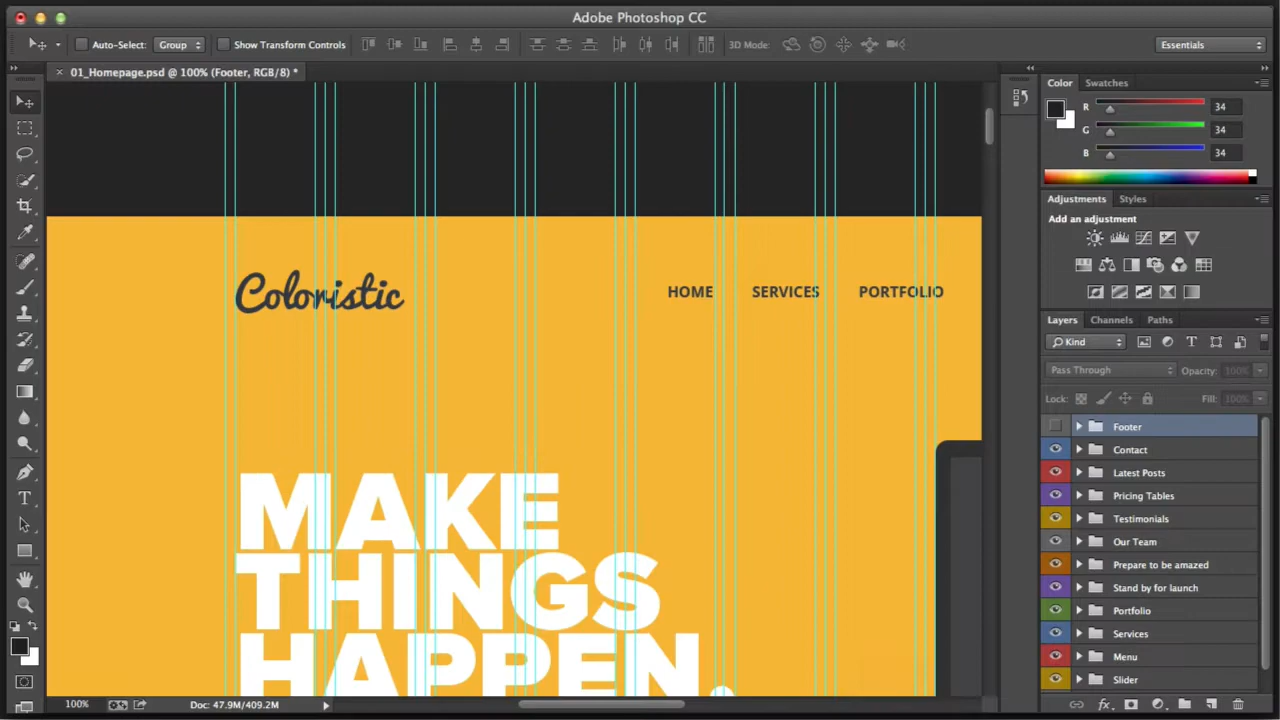 Adobe Photoshop CC
Auto-Select: Group Show Transform Controls 3D Mode: Essentials
01_Homepage.psd @ 100% (Footer, RGB/8) *
Color Swatches
R 34
G 34
B 34
Adjustments Styles
Add an adjustment
Coloristic
HOME SERVICES PORTFOLIO
MAKE
THINGS
HAPPEN.
Layers Channels Paths
Kind
Pass Through Opacity: 100%
Lock: Fill: 100%
Footer
Contact
Latest Posts
Pricing Tables
Testimonials
Our Team
Prepare to be amazed
Stand by for launch
Portfolio
Services
Menu
Slider
100% Doc: 47.9M/409.2M